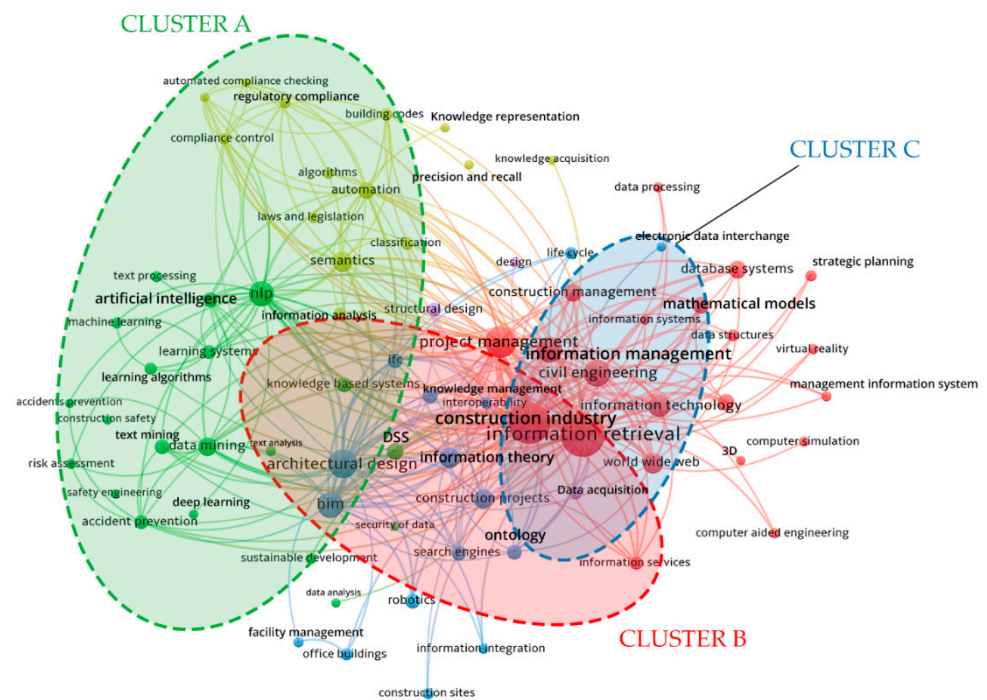 CLUSTER A
automated compliance checking
regulatory compliance
building codes
Knowledge representation
compliance control
CLUSTER C
knowledge acquisition
precision and recall
algorithms
automation
data processing
laws and legislation
electronic data interchange
classification
life cycle
design
semantics
strategic planning
database systems
text processing
nlp
artificial intelligence
construction management
mathematical models
structural design
information analysis
information systems
machine learning
data structures
project management
virtual reality
learning systems
information management
ifc
civil engineering
learning algorithms
knowledge based systems
knowledge management
management information system
accidents prevention
interoperability
information technology
construction safety
construction industry
text mining
information retrieval
DSS
data mining
text analysis
computer simulation
3D
risk assessment
architectural design
information theory
world wide web
safety engineering
Data acquisition
deep learning
bim
construction projects
accident prevention
security of data
computer aided engineering
ontology
sustainable development
search engines
information services
data analysis
robotics
facility management
CLUSTER B
office buildings
information integration
construction sites